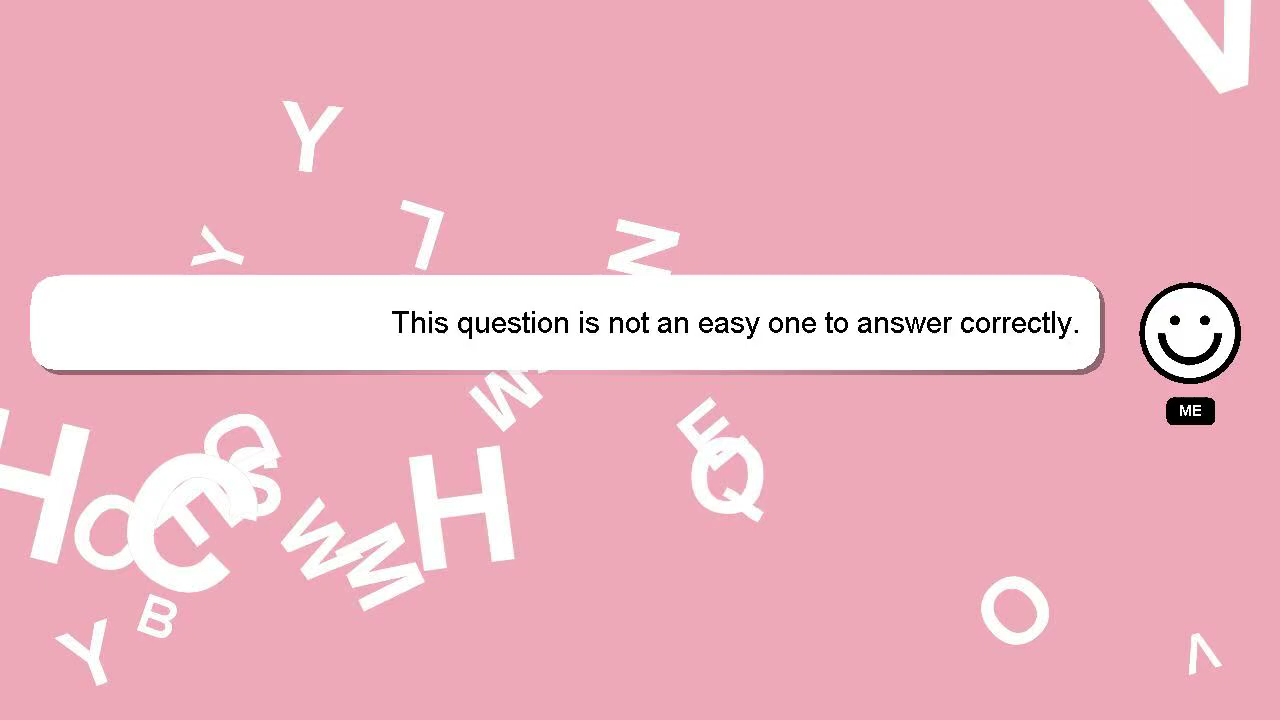 This question is not an easy one to answer correctly.
ME
V
Y
L
Y
N
W
H
E
Q
D
S
C
O
T
W
M
H
B
Y
O
V